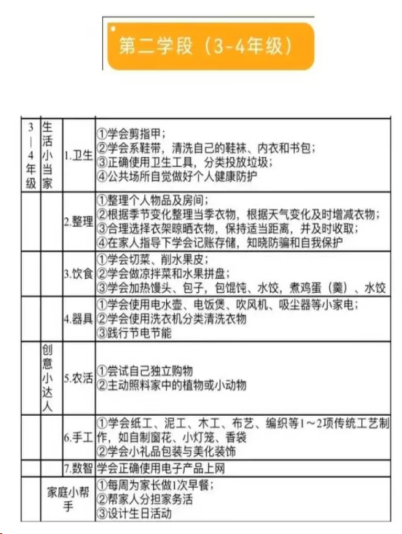 第二学段（3-4年级）
3—4年级
生活小当家
1.卫生
①学会剪指甲；
②学会系鞋带，清洗自己的鞋袜、内衣和书包；
③正确使用卫生工具，分类投放垃圾；
④公共场所自觉做好个人健康防护
2.整理
①整理个人物品及房间；
②根据季节变化整理当季衣物，根据天气变化及时增减衣物；
③合理选择衣架晾晒衣物，保持适当距离，并及时收取；
④在家人指导下学会记账存储，知晓防骗和自我保护
3.饮食
①学会切菜、削水果皮；
②学会做凉拌菜和水果拼盘；
③学会加热馒头、包子，包馄饨、水饺，煮鸡蛋（羹）、水饺
4.器具
①学会使用电水壶、电饭煲、吹风机、吸尘器等小家电；
②学会使用洗衣机分类清洗衣物
③践行节电节能
创意小达人
5.农活
①尝试自己独立购物
②主动照料家中的植物或小动物
6.手工
①学会纸工、泥工、木工、布艺、编织等1～2项传统工艺制
作，如自制窗花、小灯笼、香袋
②学会小礼品包装与美化装饰
7.数智
学会正确使用电子产品上网
家庭小帮
手
①每周为家长做1次早餐；
②帮家人分担家务活
③设计生日活动